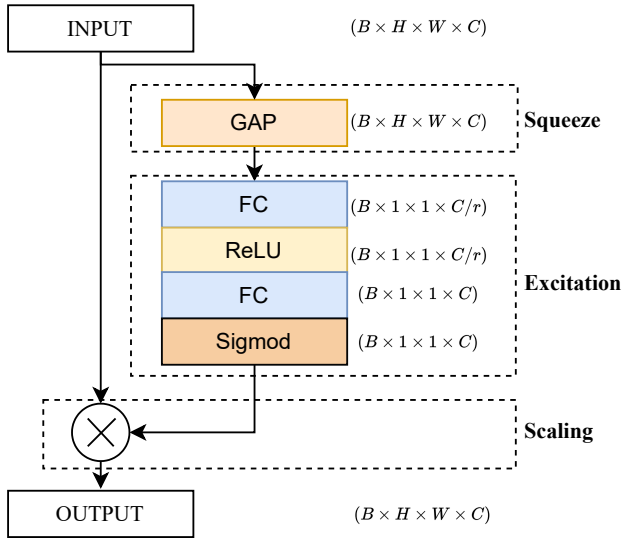 INPUT (B × H × W × C)
GAP (B × H × W × C) Squeeze
FC (B × 1 × 1 × C/r)
ReLU (B × 1 × 1 × C/r)
Excitation
FC (B × 1 × 1 × C)
Sigmod (B × 1 × 1 × C)
Scaling
OUTPUT (B × H × W × C)